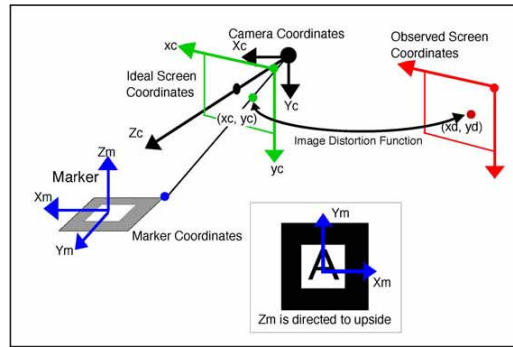 Camera Coordinates
Observed Screen
Coordinates
xc
Xc
Ideal Screen
Coordinates
Yc
(xc, yc)
(xd, yd)
Image Distortion Function
Zc
yc
Zm
Marker
Xm
Ym
Marker Coordinates
Ym
A
Xm
Zm is directed to upside